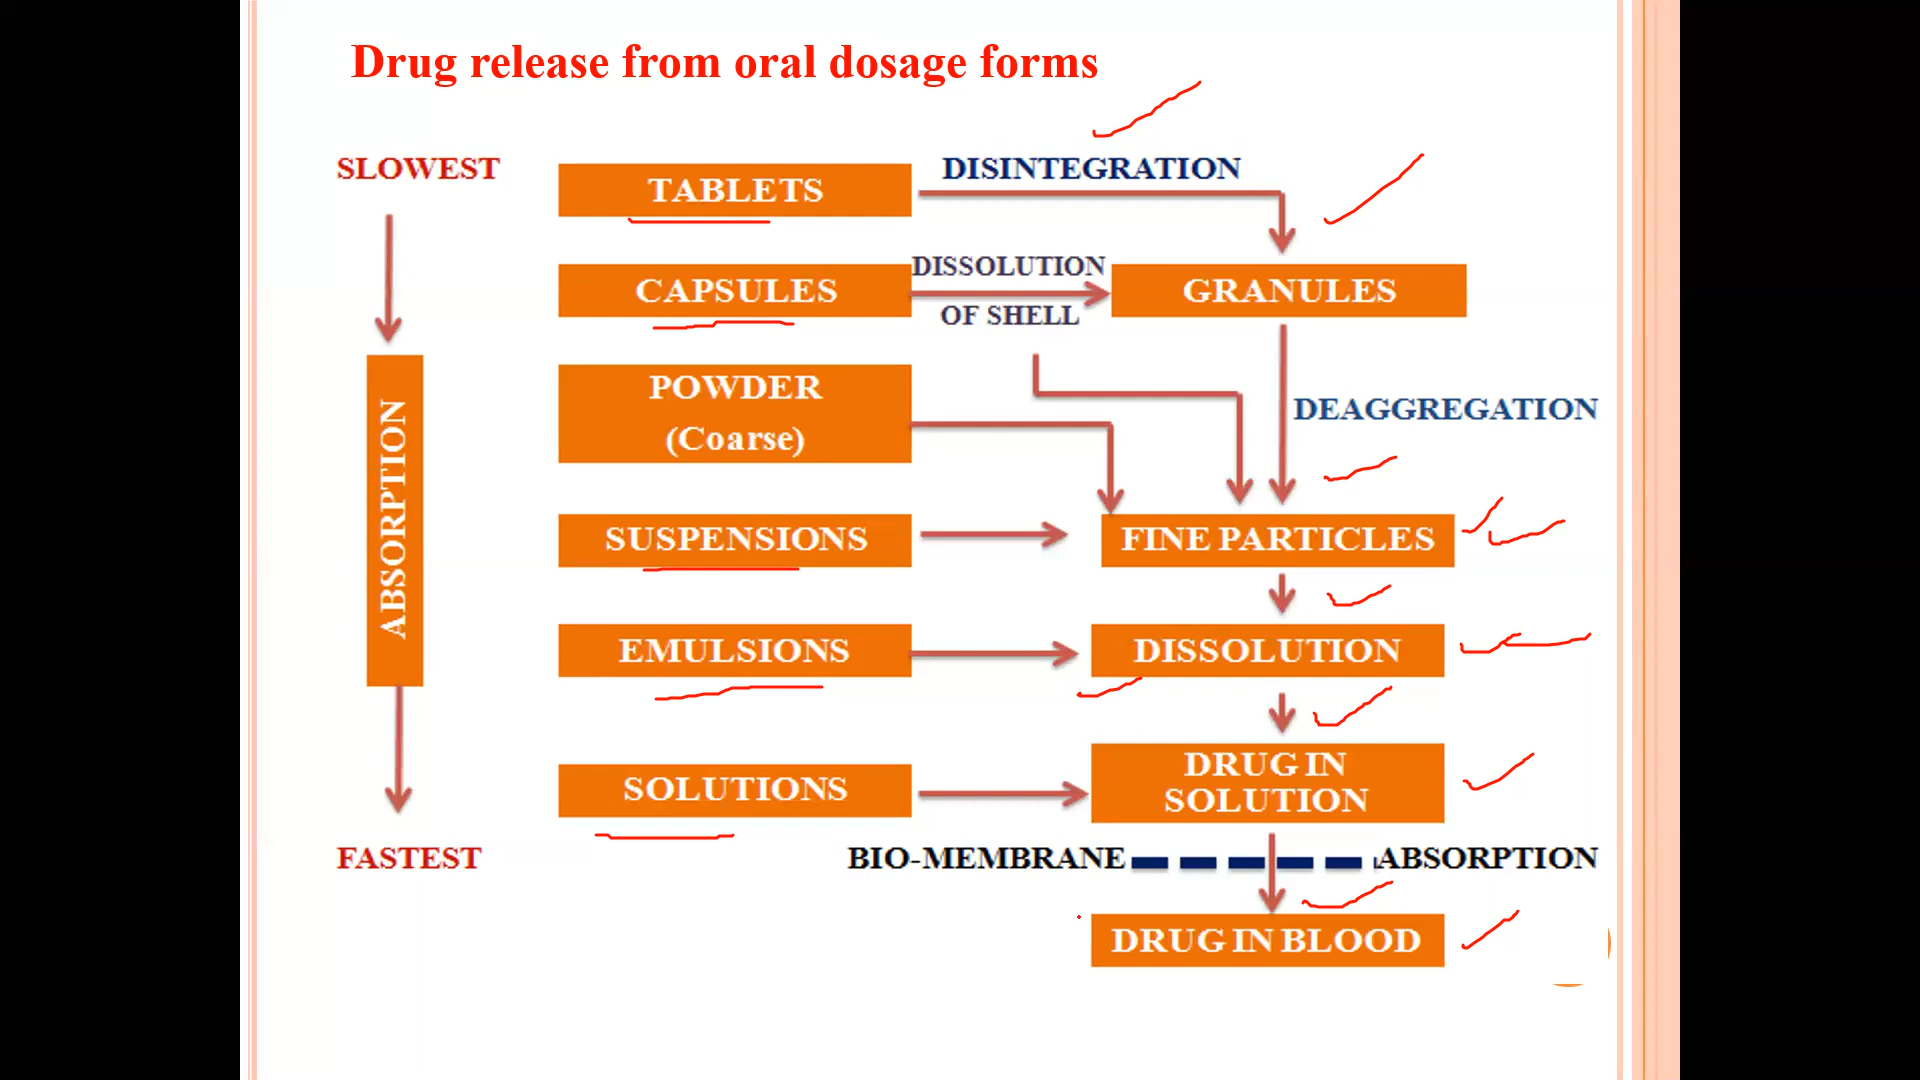 Drug release from oral dosage forms
SLOWEST
TABLETS
DISINTEGRATION
CAPSULES
DISSOLUTION
OF SHELL
GRANULES
POWDER
(Coarse)
DEAGGREGATION
ABSORPTION
SUSPENSIONS
FINE PARTICLES
EMULSIONS
DISSOLUTION
SOLUTIONS
DRUG IN
SOLUTION
FASTEST
BIO-MEMBRANE
ABSORPTION
DRUG IN BLOOD